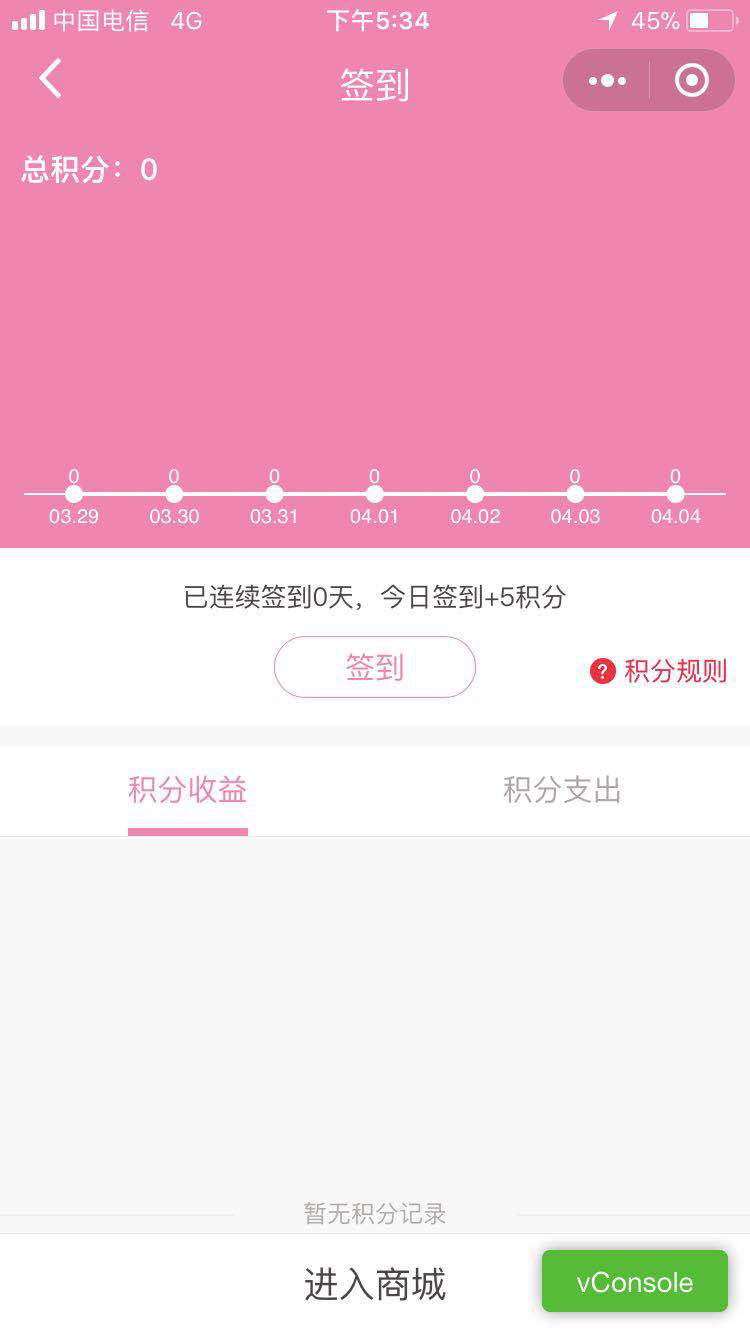 中国电信 4G 下午5:34 45%
签到
总积分：0
0 0 0 0 0 0 0
03.29 03.30 03.31 04.01 04.02 04.03 04.04
已连续签到0天，今日签到+5积分
签到
? 积分规则
积分收益 积分支出
暂无积分记录
进入商城 vConsole